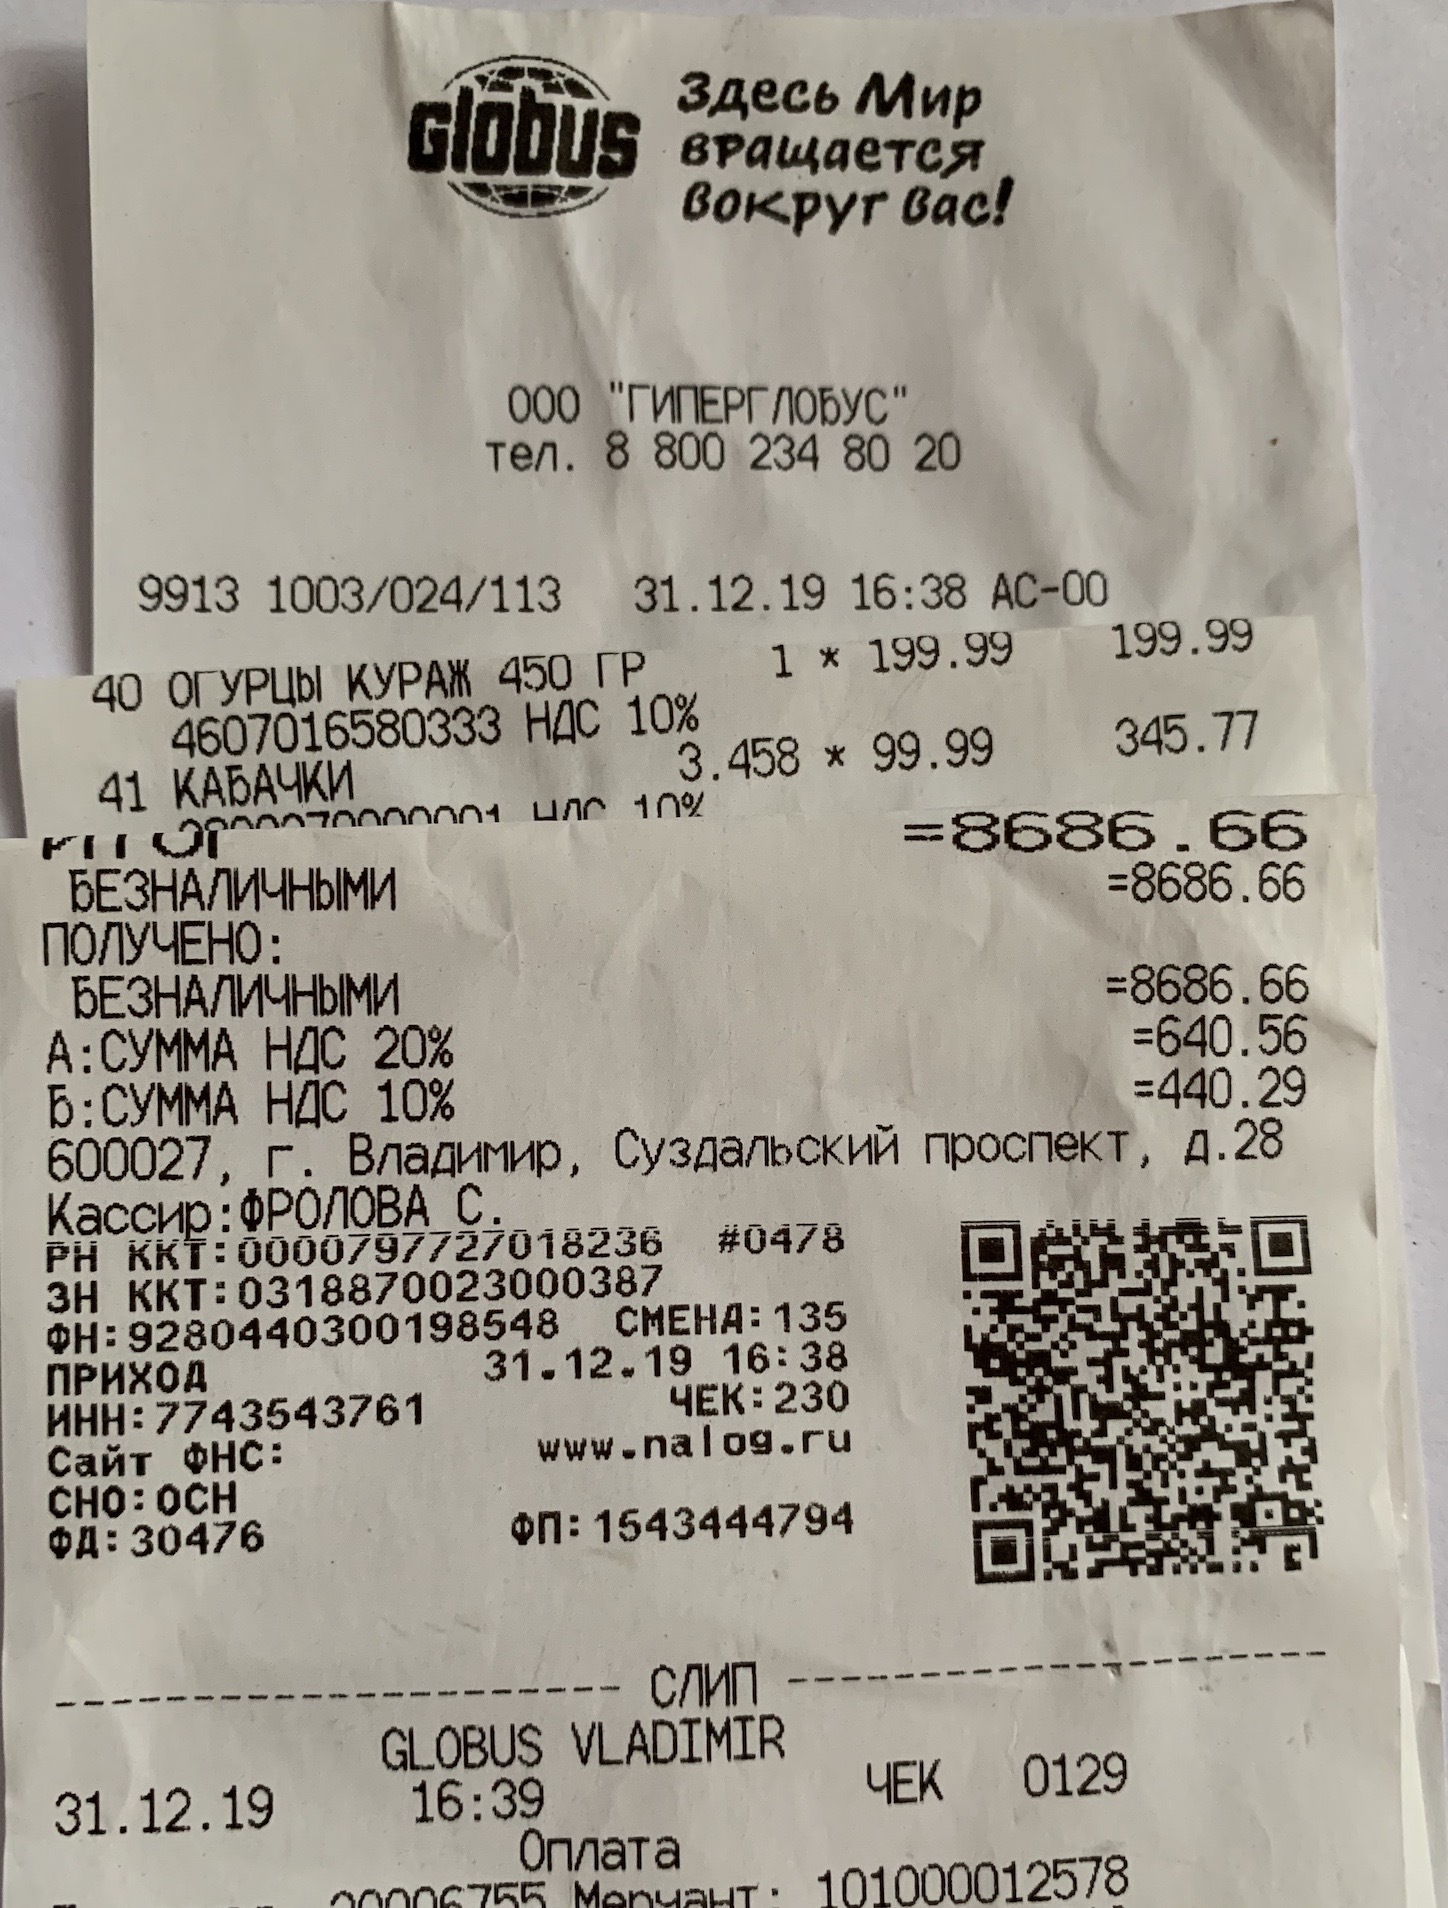 Globus
Здесь Мир
вращается
вокруг вас!
ООО "ГИПЕРГЛОБУС"
тел. 8 800 234 80 20
9913 1003/024/113 31.12.19 16:38 AC-00
40 ОГУРЦЫ КУРАЖ 450 ГР 1 * 199.99 199.99
4607016580333 НДС 10%
41 КАБАЧКИ 3.458 * 99.99 345.77
НДС 10%
=8686.66
БЕЗНАЛИЧНЫМИ =8686.66
ПОЛУЧЕНО:
БЕЗНАЛИЧНЫМИ =8686.66
А:СУММА НДС 20% =640.56
Б:СУММА НДС 10% =440.29
600027, г. Владимир, Суздальский проспект, д.28
Кассир:ФРОЛОВА С.
РН ККТ:0000797727018236 #0478
ЗН ККТ:0318870023000387
ФН:9280440300198548 СМЕНА:135
ПРИХОД 31.12.19 16:38
ИНН:7743543761 ЧЕК:230
Сайт ФНС: www.nalog.ru
СНО:ОСН
ФД:30476 ФП:1543444794
--------------------- СЛИП --------------------
GLOBUS VLADIMIR
31.12.19 16:39 ЧЕК 0129
Оплата
20006755 Мерчант: 101000012578